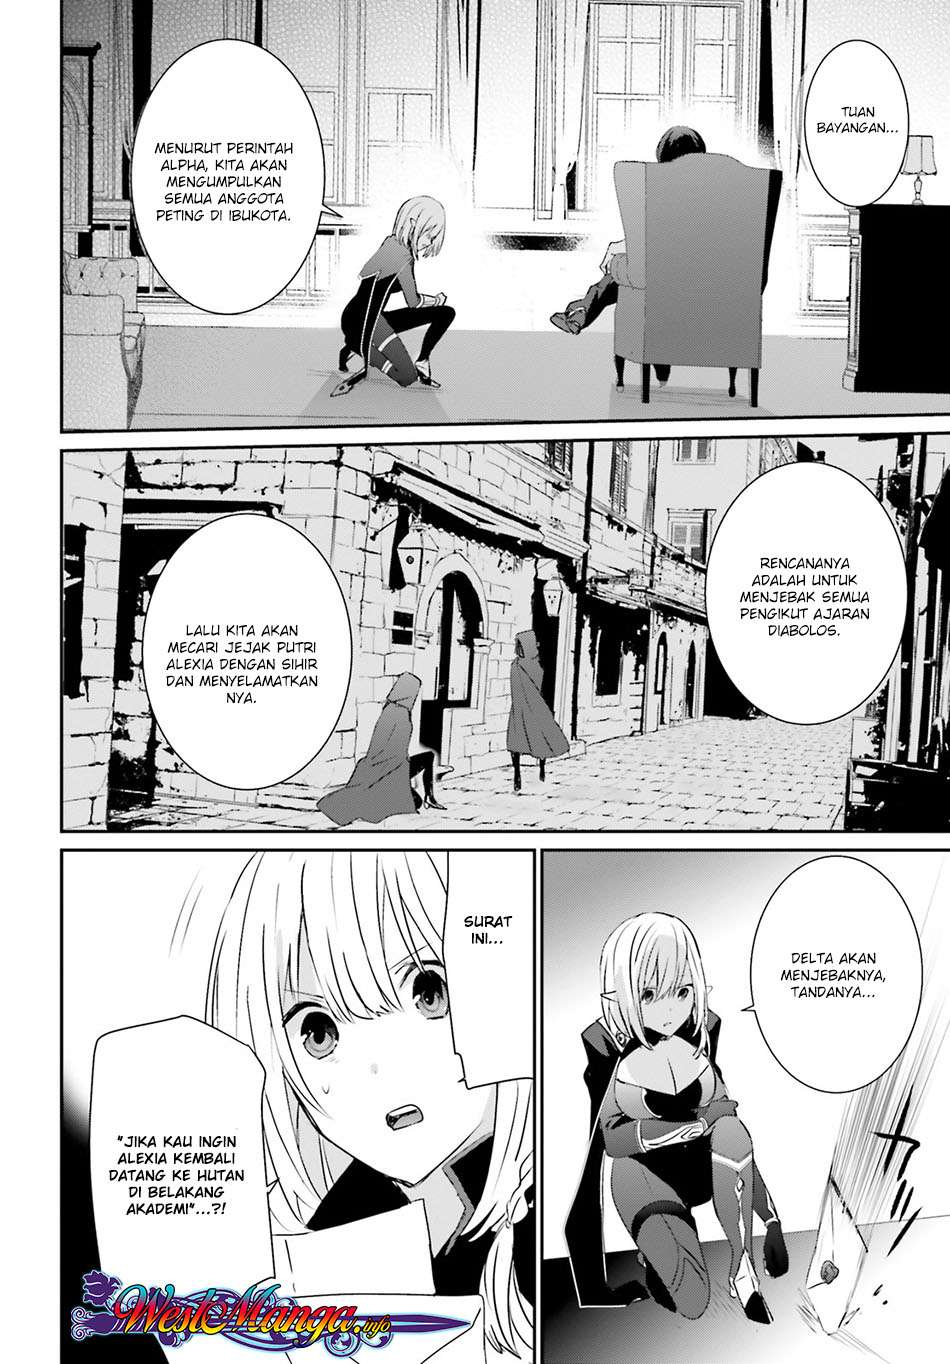 TUAN
BAYANGAN...
MENURUT PERINTAH
ALPHA, KITA AKAN
MENGUMPULKAN
SEMUA ANGGOTA
PETING DI IBUKOTA.
RENCANANYA
ADALAH UNTUK
MENJEBAK SEMUA
PENGIKUT AJARAN
DIABOLOS.
LALU KITA AKAN
MECARI JEJAK PUTRI
ALEXIA DENGAN SIHIR
DAN MENYELAMATKAN
NYA.
DELTA AKAN
MENJEBAKNYA,
TANDANYA...
SURAT
INI...
"JIKA KAU INGIN
ALEXIA KEMBALI
DATANG KE HUTAN
DI BELAKANG
AKADEMI"...?!
WestManga.info